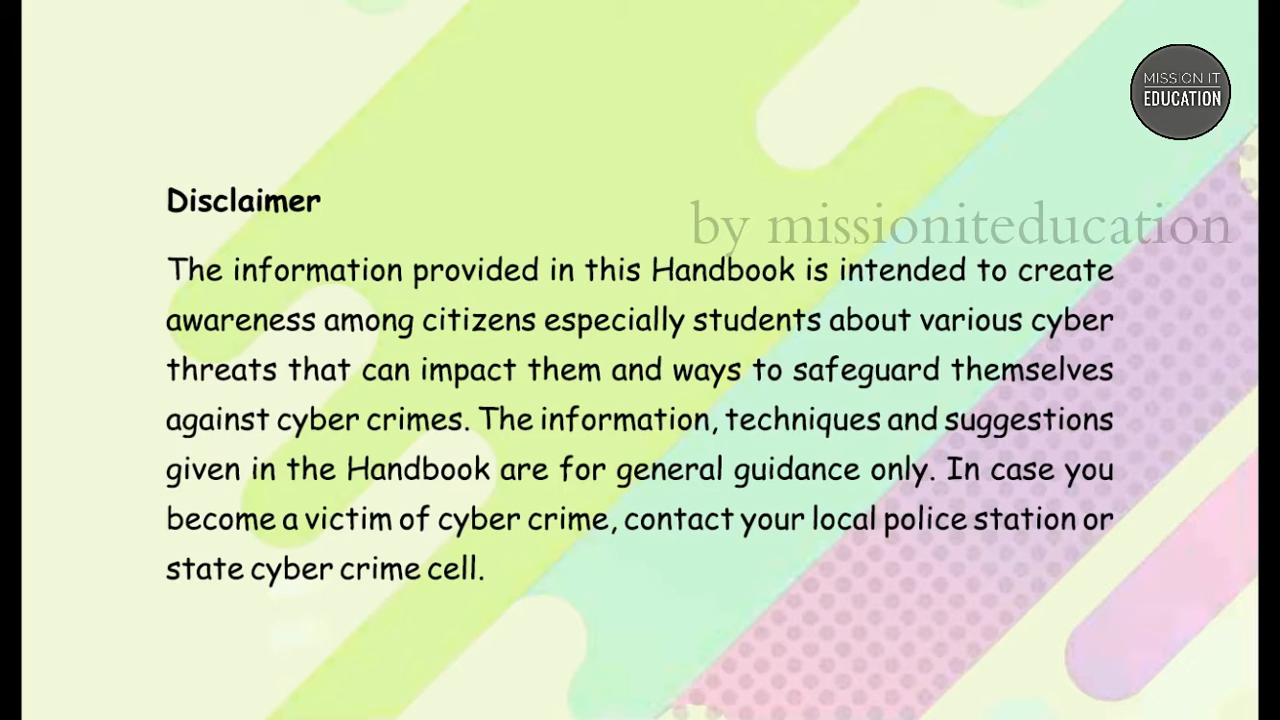 MISSION IT
EDUCATION
Disclaimer
by missioniteducation
The information provided in this Handbook is intended to create
awareness among citizens especially students about various cyber
threats that can impact them and ways to safeguard themselves
against cyber crimes. The information, techniques and suggestions
given in the Handbook are for general guidance only. In case you
become a victim of cyber crime, contact your local police station or
state cyber crime cell.